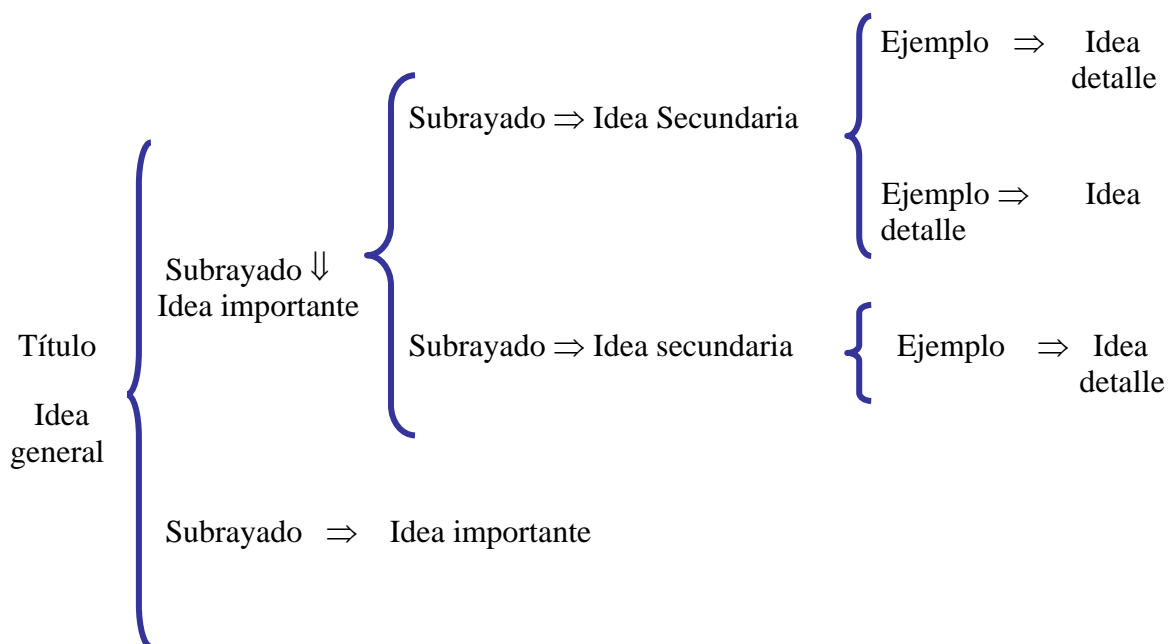 Ejemplo ⇒ Idea
detalle
Subrayado ⇒ Idea Secundaria
Ejemplo ⇒ Idea
detalle
Subrayado ⇓
Idea importante
Título
Subrayado ⇒ Idea secundaria
Ejemplo ⇒ Idea
detalle
Idea
general
Subrayado ⇒ Idea importante